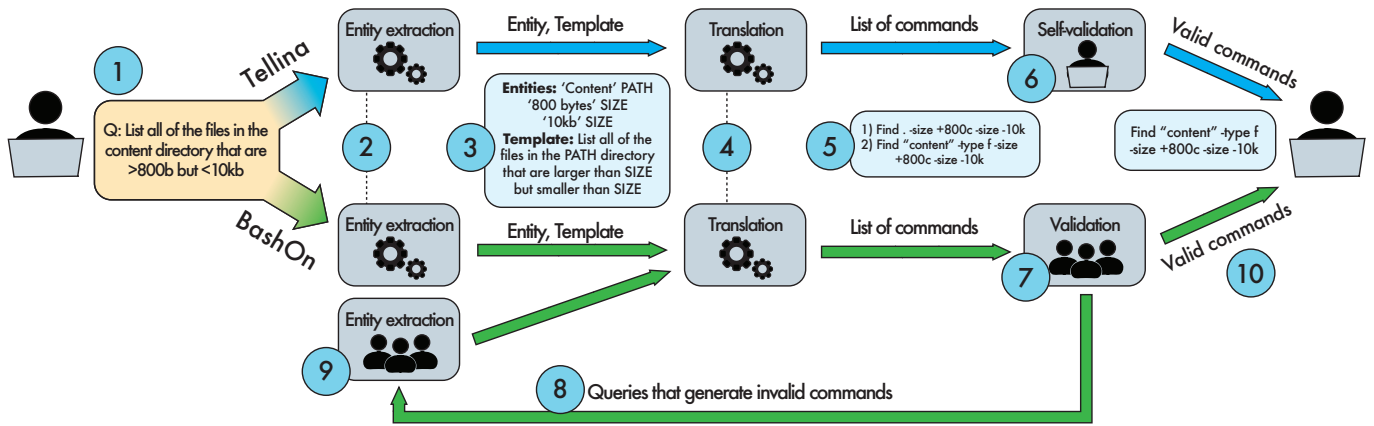 1
Q: List all of the files in the
content directory that are
>800b but <10kb
Tellina
BashOn
Entity extraction
2
Entity extraction
Entity, Template
3
Entities: ‘Content’ PATH
‘800 bytes’ SIZE
‘10kb’ SIZE
Template: List all of the
files in the PATH directory
that are larger than SIZE
but smaller than SIZE
Entity, Template
Translation
4
Translation
List of commands
5
1) Find . -size +800c -size -10k
2) Find “content” -type f -size
+800c -size -10k
List of commands
Self-validation
6
Validation
7
Valid commands
Find “content” -type f
-size +800c -size -10k
Valid commands
10
8
Queries that generate invalid commands
Entity extraction
9